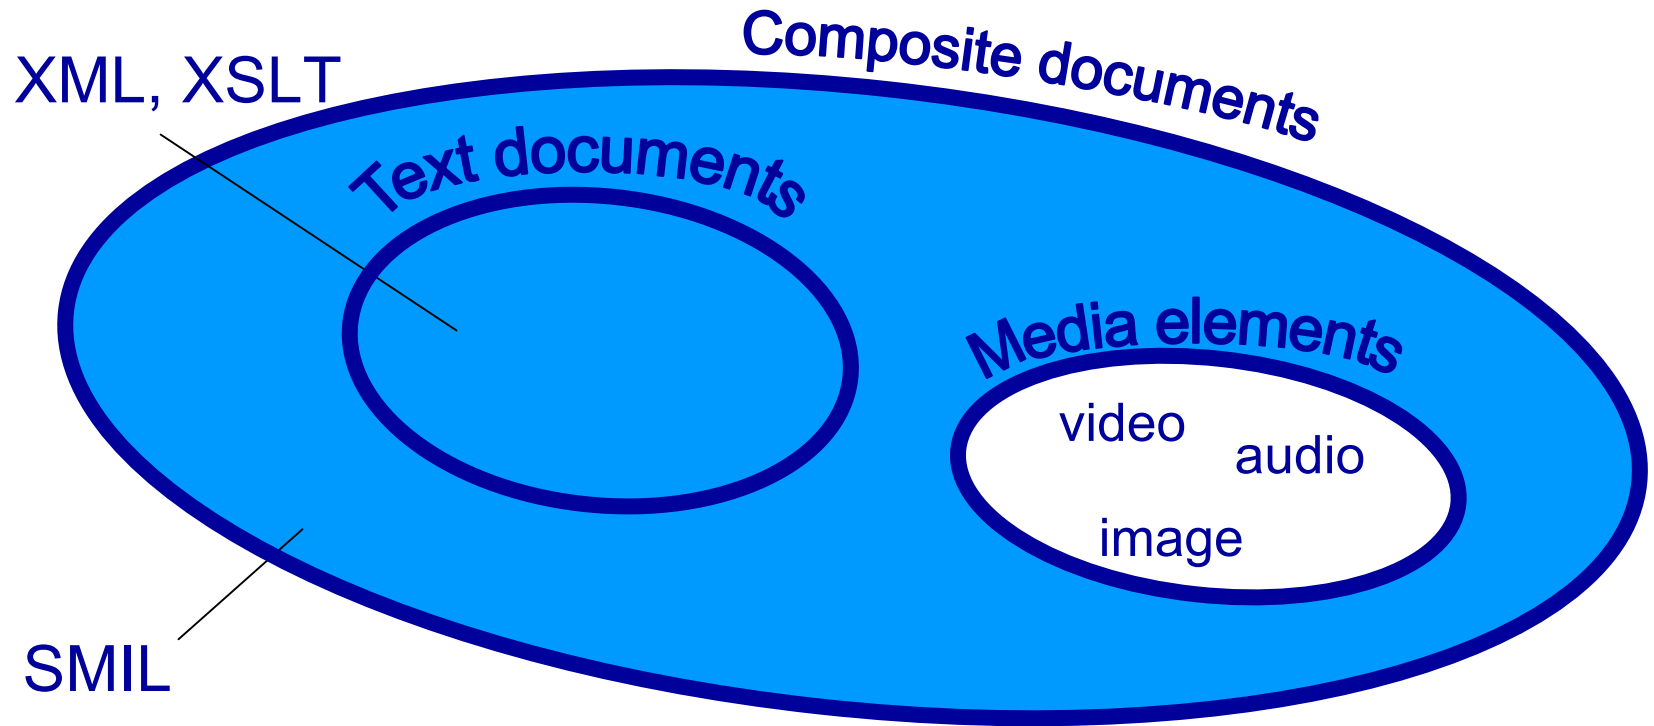 Composite documents
XML, XSLT
Text documents
Media elements
video
audio
image
SMIL